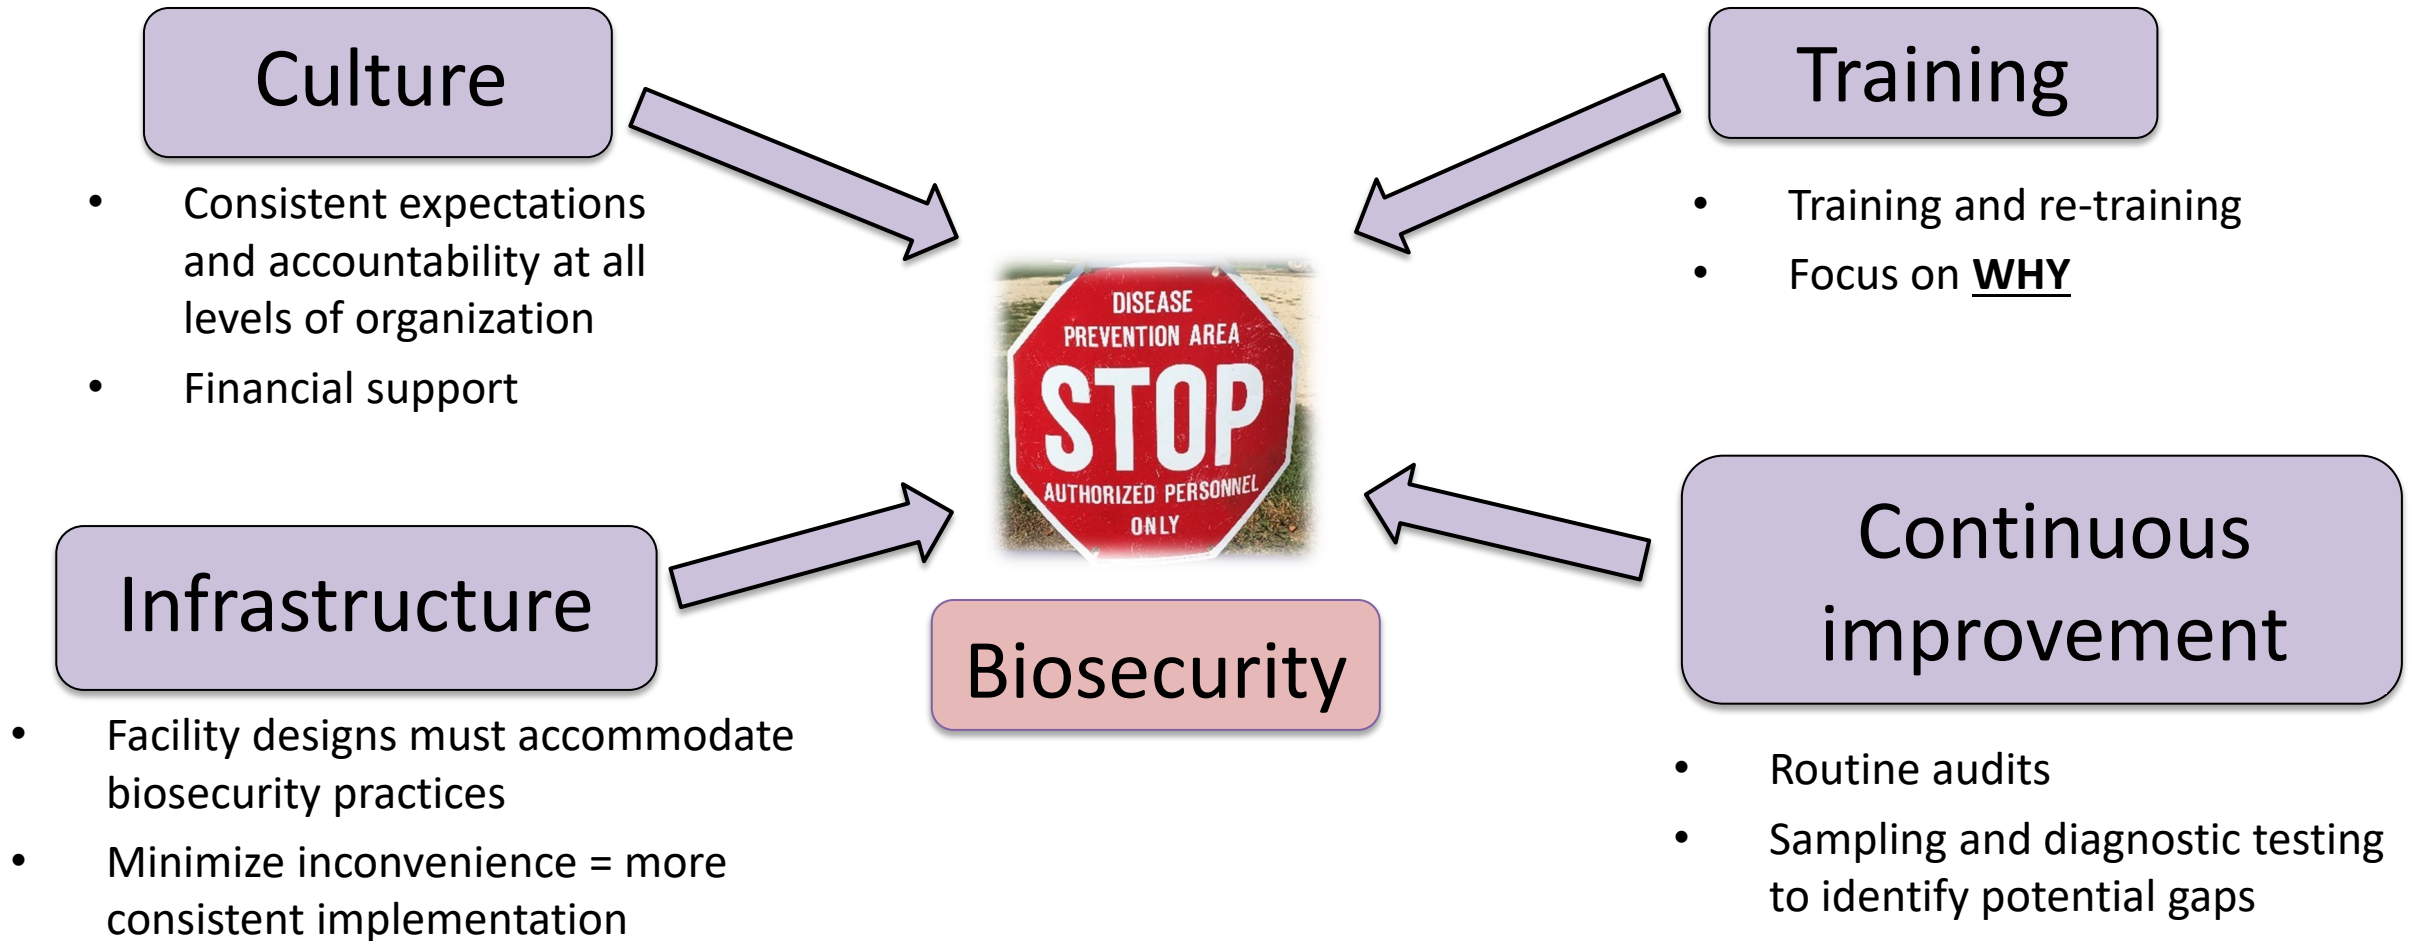 Culture
• Consistent expectations
and accountability at all
levels of organization
• Financial support
Training
• Training and re-training
• Focus on WHY
DISEASE
PREVENTION AREA
STOP
AUTHORIZED PERSONNEL
ONLY
Biosecurity
Infrastructure
• Facility designs must accommodate
biosecurity practices
• Minimize inconvenience = more
consistent implementation
Continuous
improvement
• Routine audits
• Sampling and diagnostic testing
to identify potential gaps